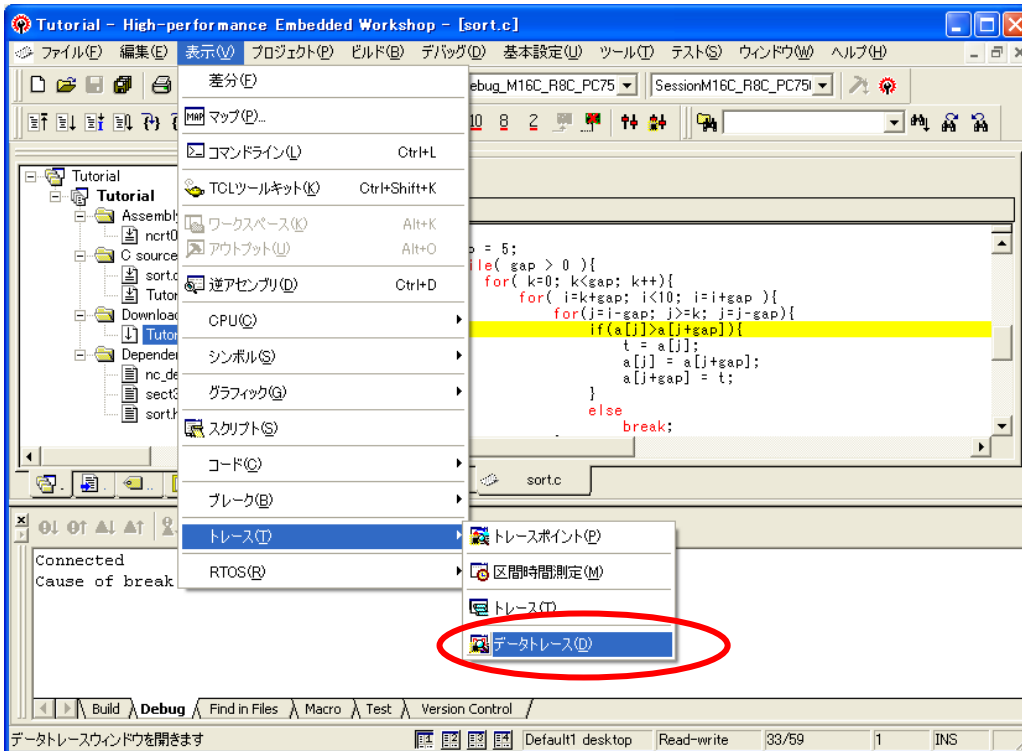 Tutorial - High-performance Embedded Workshop - [sort.c]
ファイル(F) 編集(E) 表示(V) プロジェクト(P) ビルド(B) デバッグ(D) 基本設定(U) ツール(T) テスト(S) ウィンドウ(W) ヘルプ(H)
ebug_M16C_R8C_PC75 SessionM16C_R8C_PC75
10 8 2
差分(F)
MAP マップ(P)...
コマンドライン(L) Ctrl+L
TCLツールキット(K) Ctrl+Shift+K
ワークスペース(K) Alt+K
アウトプット(U) Alt+O
逆アセンブリ(D) Ctrl+D
CPU(C)
シンボル(S)
グラフィック(G)
スクリプト(S)
コード(C)
ブレーク(B)
トレース(T)
RTOS(R)
トレースポイント(P)
区間時間測定(M)
トレース(T)
データトレース(D)
Tutorial
Tutorial
Assembl
ncrt0
C source
sort.c
Tutor
Downloa
Tutor
Depende
nc_de
sect3
sort.h
= 5;
ile( gap > 0 ){
for( k=0; k<gap; k++){
for( i=k+gap; i<10; i=i+gap ){
for(j=i-gap; j>=k; j=j-gap){
if(a[j]>a[j+gap]){
t = a[j];
a[j] = a[j+gap];
a[j+gap] = t;
}
else
break;
sort.c
Connected
Cause of break
Build Debug Find in Files Macro Test Version Control
データトレースウィンドウを開きます Default1 desktop Read-write 33/59 1 INS